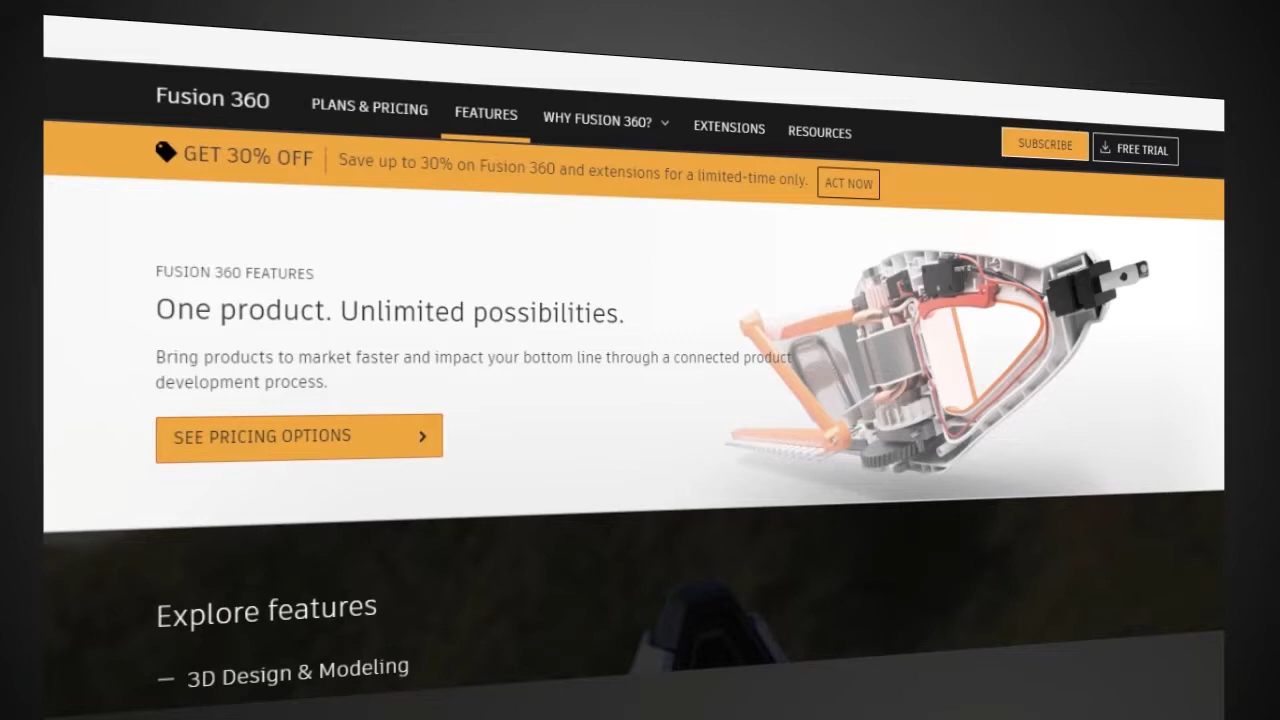 Fusion 360
PLANS & PRICING
FEATURES
WHY FUSION 360?
EXTENSIONS
RESOURCES
SUBSCRIBE
FREE TRIAL
GET 30% OFF
Save up to 30% on Fusion 360 and extensions for a limited-time only.
ACT NOW
FUSION 360 FEATURES
One product. Unlimited possibilities.
Bring products to market faster and impact your bottom line through a connected product
development process.
SEE PRICING OPTIONS
Explore features
— 3D Design & Modeling